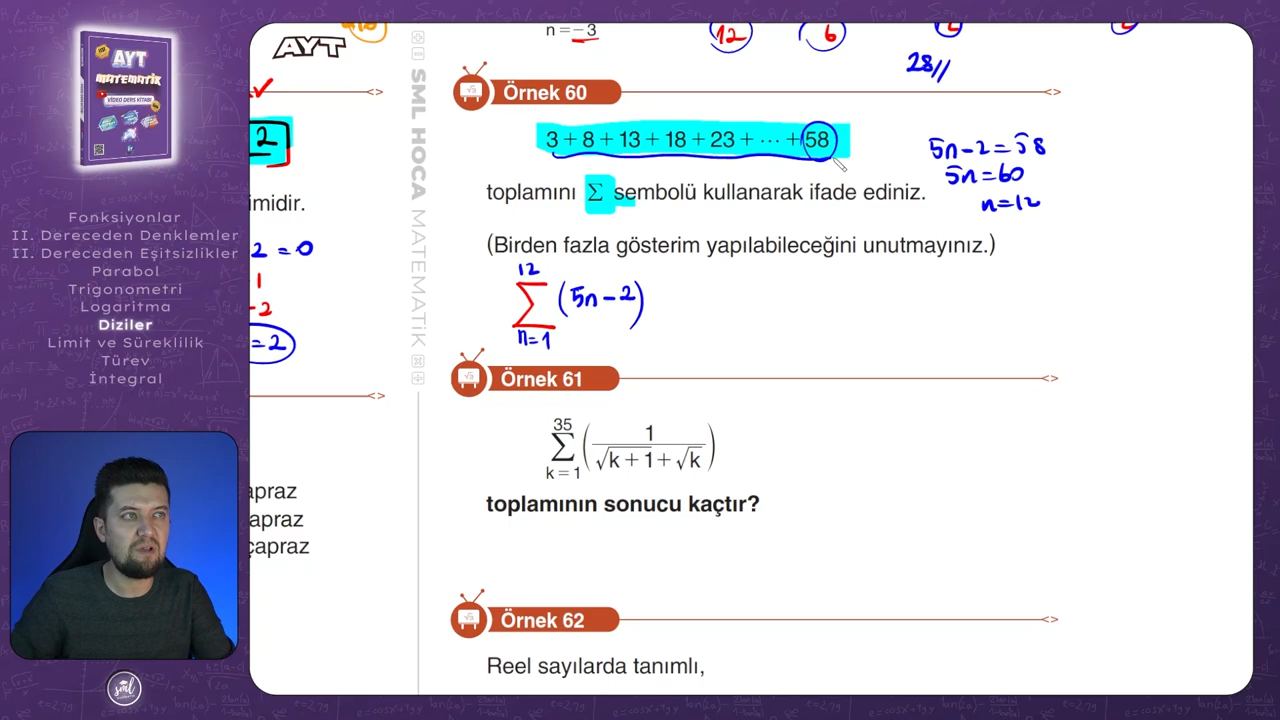 AYT
MATEMATİK
VİDEO DERS KİTABI
AYT
2
imidir.
2 = 0
1
-2
= 2
apraz
apraz
çapraz
Fonksiyonlar
II. Dereceden Denklemler
II. Dereceden Eşitsizlikler
Parabol
Trigonometri
Logaritma
Diziler
Limit ve Süreklilik
Türev
İntegral
sml
SML HOCA MATEMATİK
n = -3
12
6
28//
Örnek 60
3 + 8 + 13 + 18 + 23 + ⋯ + 58
5n-2=58
5n=60
n=12
toplamını Σ sembolü kullanarak ifade ediniz.
(Birden fazla gösterim yapılabileceğini unutmayınız.)
12
Σ (5n-2)
n=1
Örnek 61
35
Σ (1 / (√k + 1 + √k))
k = 1
toplamının sonucu kaçtır?
Örnek 62
Reel sayılarda tanımlı,